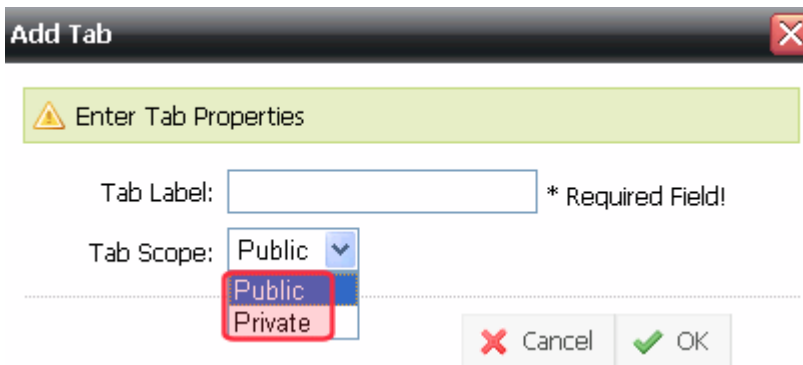 Add Tab
Enter Tab Properties
Tab Label: * Required Field!
Tab Scope: Public
Public
Private
Cancel OK